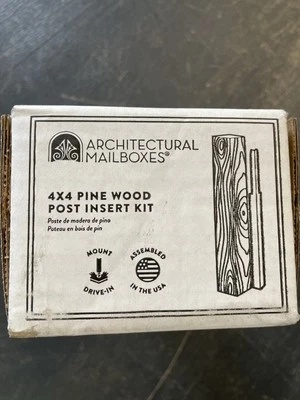 ARCHITECTURAL
MAILBOXES®
4X4 PINE WOOD
POST INSERT KIT
Poste de madera de pino
Poteau en bois de pin
MOUNT
DRIVE-IN
ASSEMBLED
IN THE USA